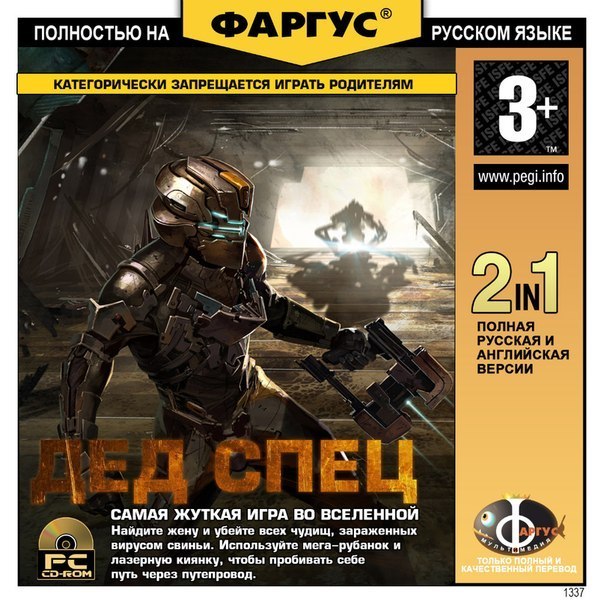 ПОЛНОСТЬЮ НА ФАРГУС® РУССКОМ ЯЗЫКЕ
КАТЕГОРИЧЕСКИ ЗАПРЕЩАЕТСЯ ИГРАТЬ РОДИТЕЛЯМ
3+
TM
www.pegi.info
2IN1
ПОЛНАЯ
РУССКАЯ И
АНГЛИЙСКАЯ
ВЕРСИИ
ДЕД СПЕЦ
САМАЯ ЖУТКАЯ ИГРА ВО ВСЕЛЕННОЙ
Найдите жену и убейте всех чудищ, зараженных
вирусом свиньи. Используйте мега-рубанок и
лазерную киянку, чтобы пробивать себе
путь через путепровод.
PC
CD-ROM
ФАРГУС
МУЛЬТИМЕДИА
ТОЛЬКО ПОЛНЫЙ И
КАЧЕСТВЕННЫЙ ПЕРЕВОД
1337